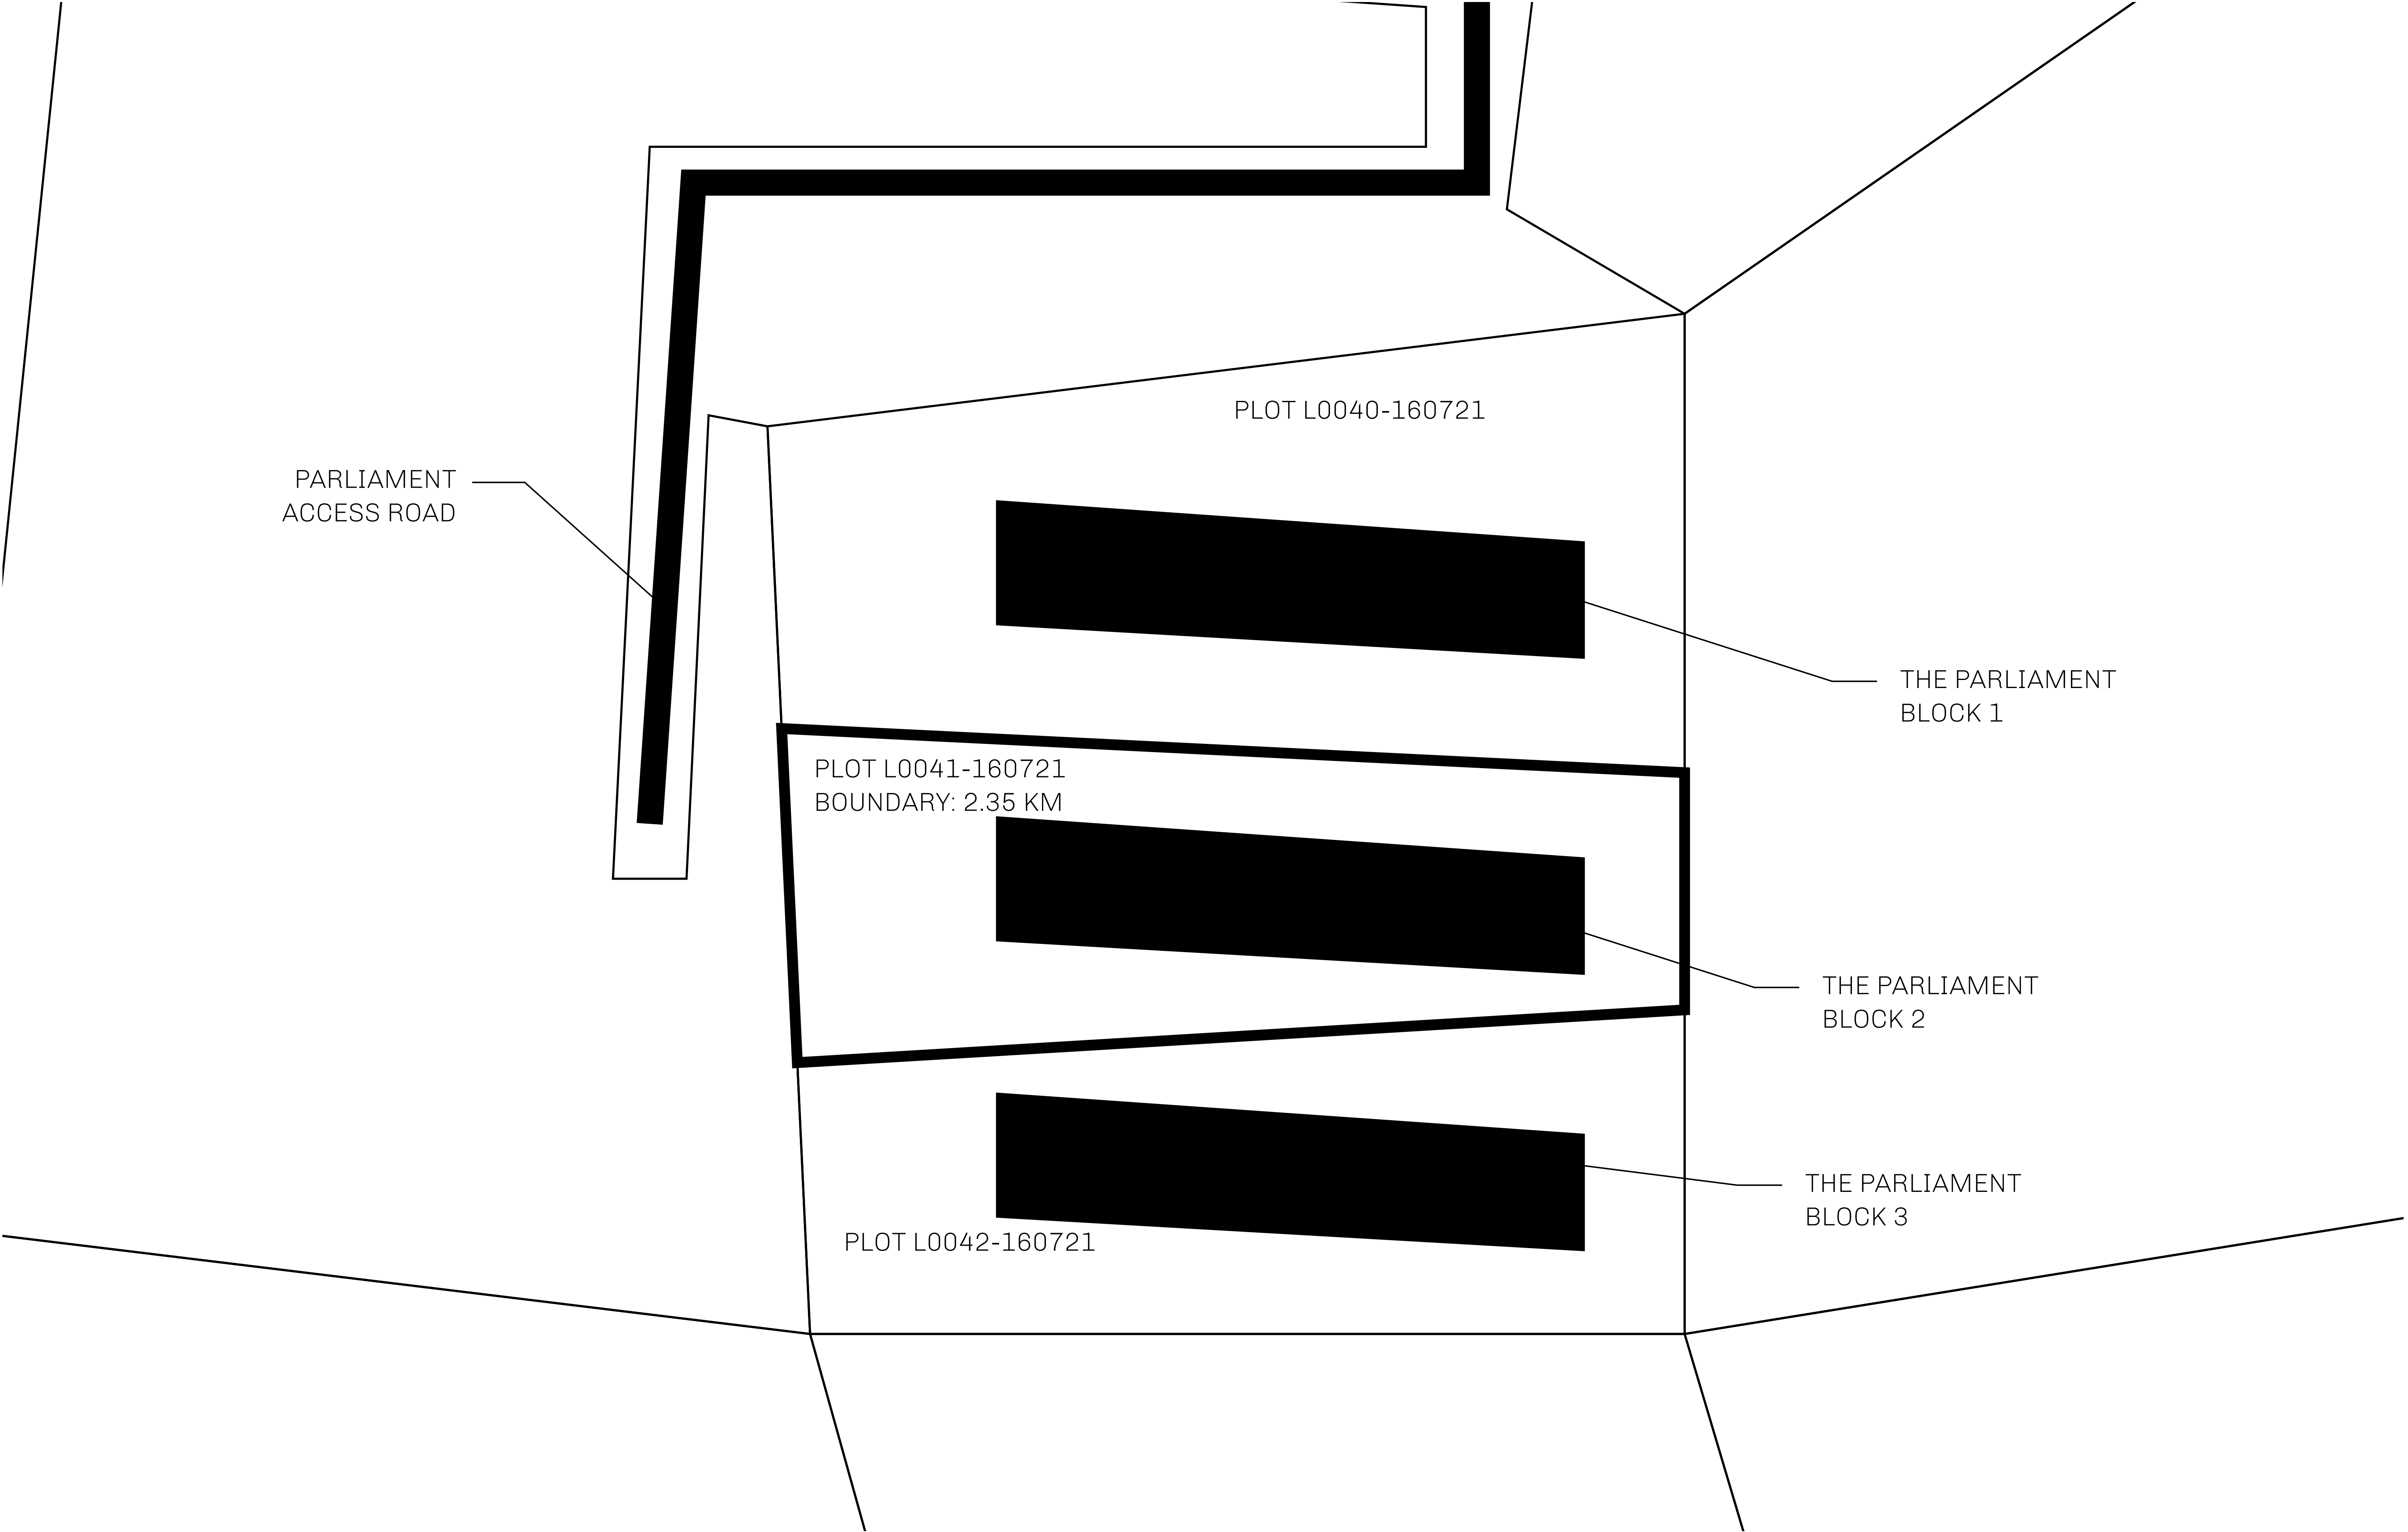 PLOT L0040-160721
PARLIAMENT
ACCESS ROAD
THE PARLIAMENT
BLOCK 1
PLOT L0041-160721
BOUNDARY: 2.35 KM
THE PARLIAMENT
BLOCK 2
THE PARLIAMENT
BLOCK 3
PLOT L0042-160721